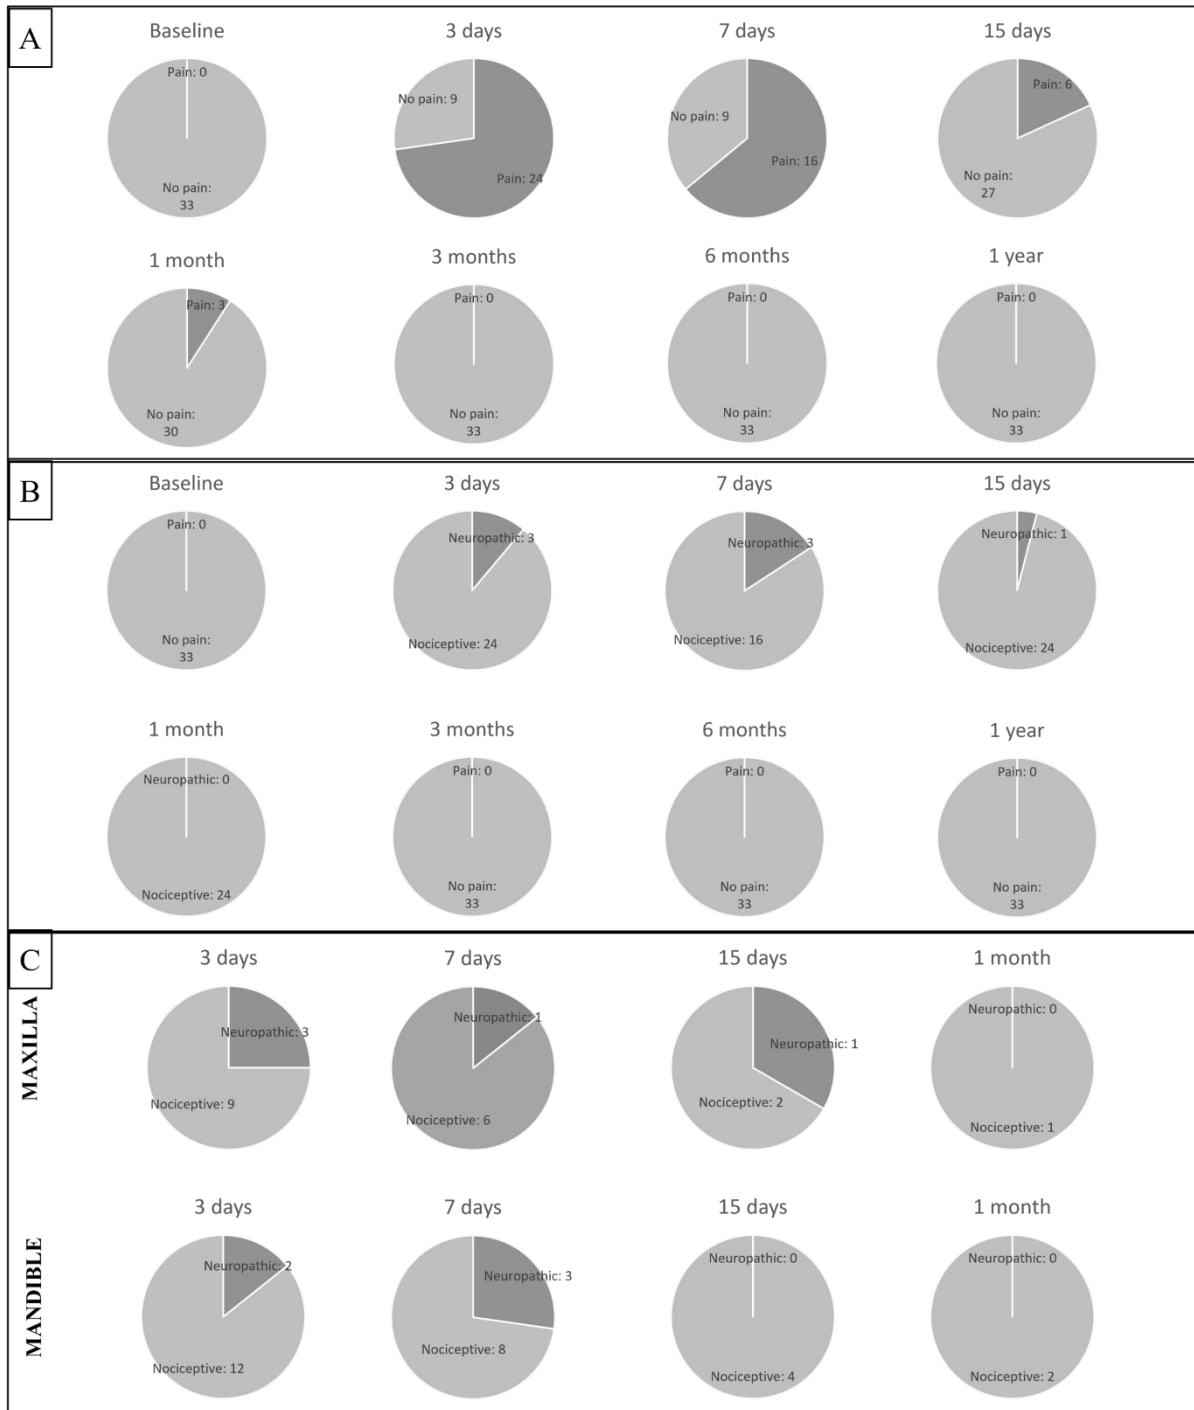 A
Baseline
3 days
7 days
15 days
Pain: 0
No pain:
33
No pain: 9
Pain: 24
No pain: 9
Pain: 16
Pain: 6
No pain:
27
1 month
3 months
6 months
1 year
Pain: 3
No pain:
30
Pain: 0
No pain:
33
Pain: 0
No pain:
33
Pain: 0
No pain:
33
B
Baseline
3 days
7 days
15 days
Pain: 0
No pain:
33
Neuropathic: 3
Nociceptive: 24
Neuropathic: 3
Nociceptive: 16
Neuropathic: 1
Nociceptive: 24
1 month
3 months
6 months
1 year
Neuropathic: 0
Nociceptive: 24
Pain: 0
No pain:
33
Pain: 0
No pain:
33
Pain: 0
No pain:
33
C
MAXILLA
3 days
7 days
15 days
1 month
Neuropathic: 3
Nociceptive: 9
Neuropathic: 1
Nociceptive: 6
Neuropathic: 1
Nociceptive: 2
Neuropathic: 0
Nociceptive: 1
MANDIBLE
3 days
7 days
15 days
1 month
Neuropathic: 2
Nociceptive: 12
Neuropathic: 3
Nociceptive: 8
Neuropathic: 0
Nociceptive: 4
Neuropathic: 0
Nociceptive: 2